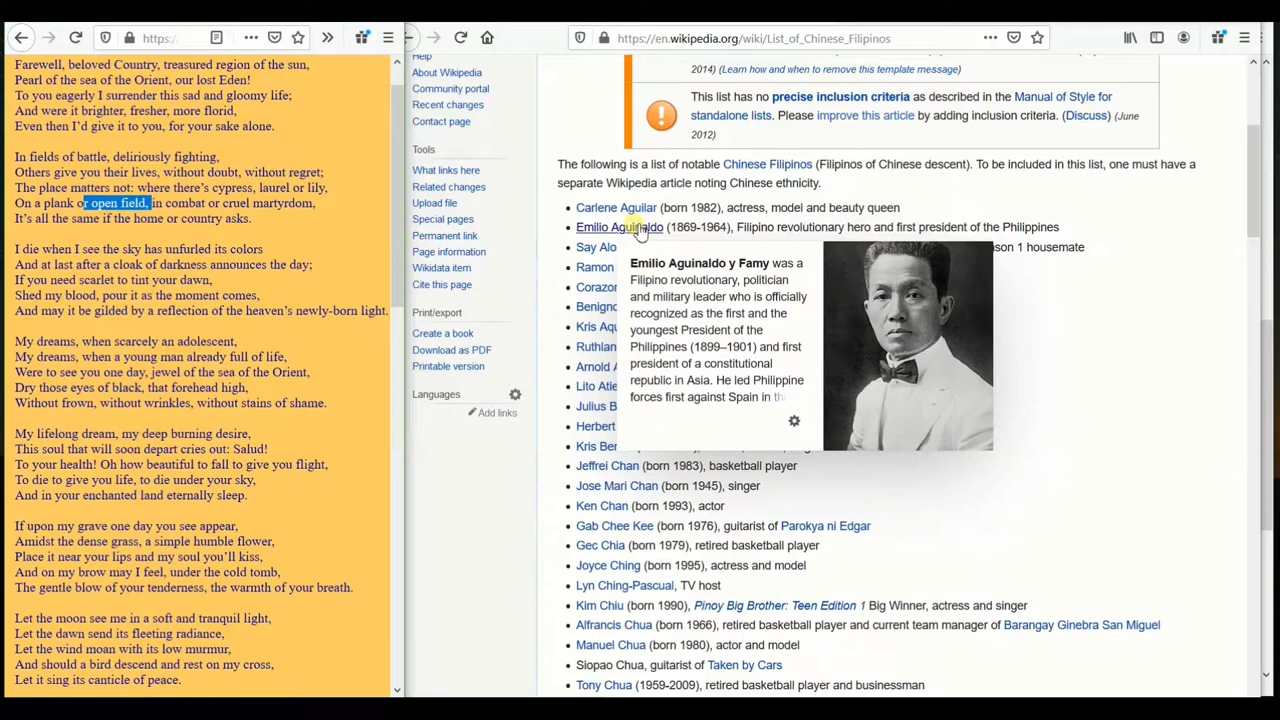 https://
Farewell, beloved Country, treasured region of the sun,
Pearl of the sea of the Orient, our lost Eden!
To you eagerly I surrender this sad and gloomy life;
And were it brighter, fresher, more florid,
Even then I'd give it to you, for your sake alone.
In fields of battle, deliriously fighting,
Others give you their lives, without doubt, without regret;
The place matters not: where there's cypress, laurel or lily,
On a plank or open field, in combat or cruel martyrdom,
It's all the same if the home or country asks.
I die when I see the sky has unfurled its colors
And at last after a cloak of darkness announces the day;
If you need scarlet to tint your dawn,
Shed my blood, pour it as the moment comes,
And may it be gilded by a reflection of the heaven's newly-born light.
My dreams, when scarcely an adolescent,
My dreams, when a young man already full of life,
Were to see you one day, jewel of the sea of the Orient,
Dry those eyes of black, that forehead high,
Without frown, without wrinkles, without stains of shame.
My lifelong dream, my deep burning desire,
This soul that will soon depart cries out: Salud!
To your health! Oh how beautiful to fall to give you flight,
To die to give you life, to die under your sky,
And in your enchanted land eternally sleep.
If upon my grave one day you see appear,
Amidst the dense grass, a simple humble flower,
Place it near your lips and my soul you'll kiss,
And on my brow may I feel, under the cold tomb,
The gentle blow of your tenderness, the warmth of your breath.
Let the moon see me in a soft and tranquil light,
Let the dawn send its fleeting radiance,
Let the wind moan with its low murmur,
And should a bird descend and rest on my cross,
Let it sing its canticle of peace.
https://en.wikipedia.org/wiki/List_of_Chinese_Filipinos
Help
About Wikipedia
Community portal
Recent changes
Contact page
Tools
What links here
Related changes
Upload file
Special pages
Permanent link
Page information
Wikidata item
Cite this page
Print/export
Create a book
Download as PDF
Printable version
Languages
Add links
2014) (Learn how and when to remove this template message)
This list has no precise inclusion criteria as described in the Manual of Style for
standalone lists. Please improve this article by adding inclusion criteria. (Discuss) (June
2012)
The following is a list of notable Chinese Filipinos (Filipinos of Chinese descent). To be included in this list, one must have a
separate Wikipedia article noting Chinese ethnicity.
• Carlene Aguilar (born 1982), actress, model and beauty queen
• Emilio Aguinaldo (1869-1964), Filipino revolutionary hero and first president of the Philippines
• Say Alo son 1 housemate
• Ramon
• Corazo
• Benigno
• Kris Aqu
• Ruthlan
• Arnold A
• Lito Atie
• Julius B
• Herbert
• Kris Ber
Emilio Aguinaldo y Famy was a
Filipino revolutionary, politician
and military leader who is officially
recognized as the first and the
youngest President of the
Philippines (1899–1901) and first
president of a constitutional
republic in Asia. He led Philippine
forces first against Spain in th
• Jeffrei Chan (born 1983), basketball player
• Jose Mari Chan (born 1945), singer
• Ken Chan (born 1993), actor
• Gab Chee Kee (born 1976), guitarist of Parokya ni Edgar
• Gec Chia (born 1979), retired basketball player
• Joyce Ching (born 1995), actress and model
• Lyn Ching-Pascual, TV host
• Kim Chiu (born 1990), Pinoy Big Brother: Teen Edition 1 Big Winner, actress and singer
• Alfrancis Chua (born 1966), retired basketball player and current team manager of Barangay Ginebra San Miguel
• Manuel Chua (born 1980), actor and model
• Siopao Chua, guitarist of Taken by Cars
• Tony Chua (1959-2009), retired basketball player and businessman